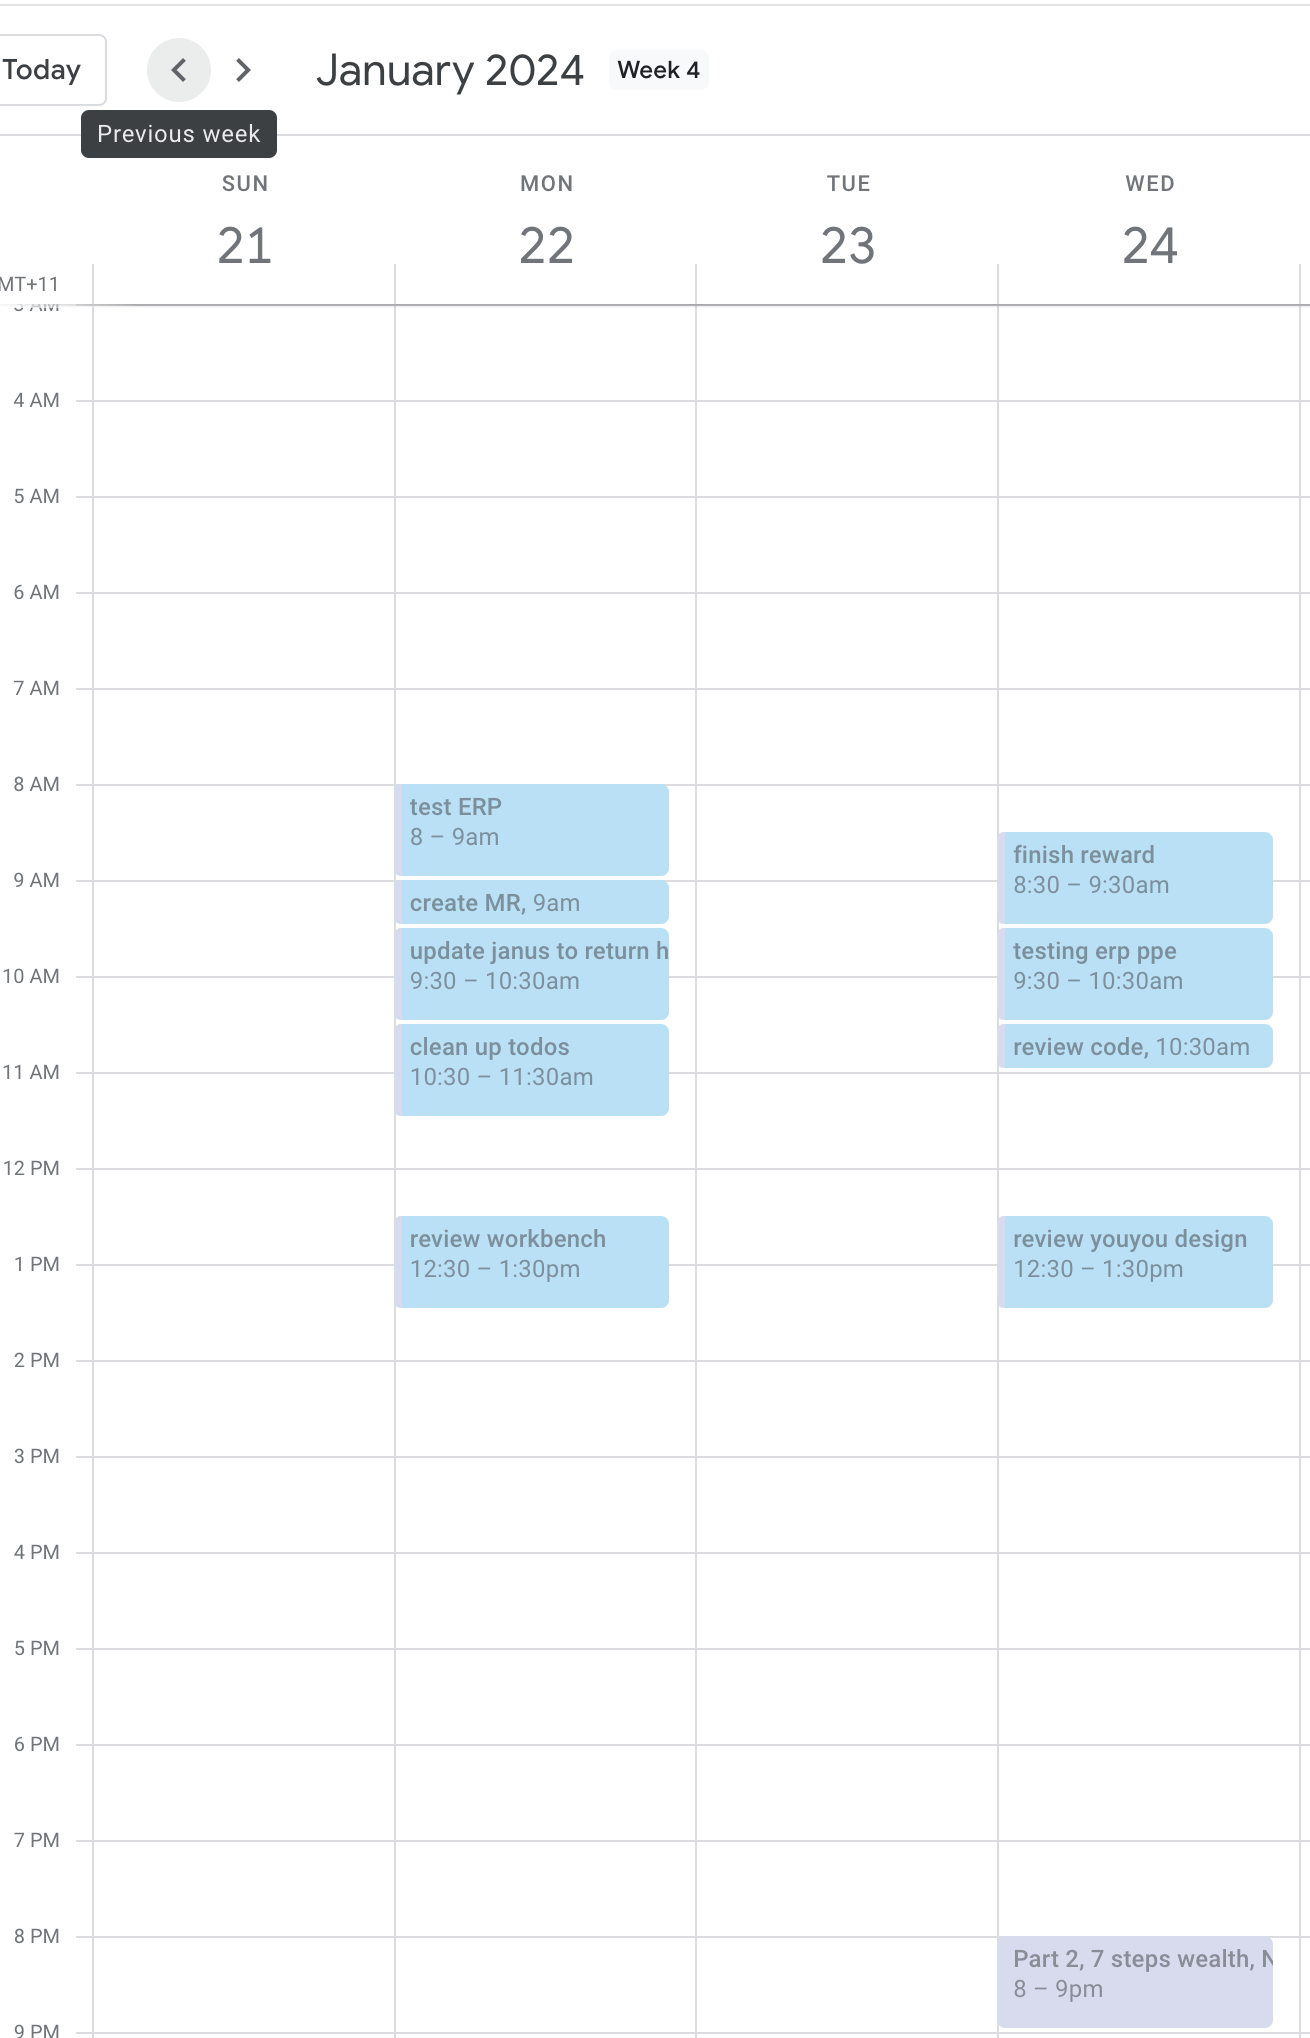 Today
January 2024
Week 4
Previous week
SUN
MON
TUE
WED
21
22
23
24
MT+11
3 AM
4 AM
5 AM
6 AM
7 AM
8 AM
test ERP
8 – 9am
finish reward
8:30 – 9:30am
9 AM
create MR, 9am
update janus to return h
9:30 – 10:30am
testing erp ppe
9:30 – 10:30am
10 AM
clean up todos
10:30 – 11:30am
review code, 10:30am
11 AM
12 PM
review workbench
12:30 – 1:30pm
review youyou design
12:30 – 1:30pm
1 PM
2 PM
3 PM
4 PM
5 PM
6 PM
7 PM
8 PM
Part 2, 7 steps wealth, N
8 – 9pm
9 PM